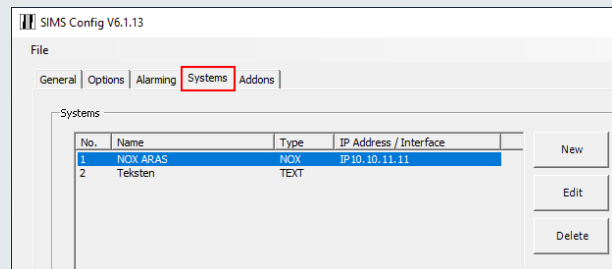 SIMS Config V6.1.13
File
General Options Alarming Systems Addons
Systems
No. Name Type IP Address / Interface
1 NOX ARAS NOX IP10.10.11.11
2 Teksten TEXT
New
Edit
Delete